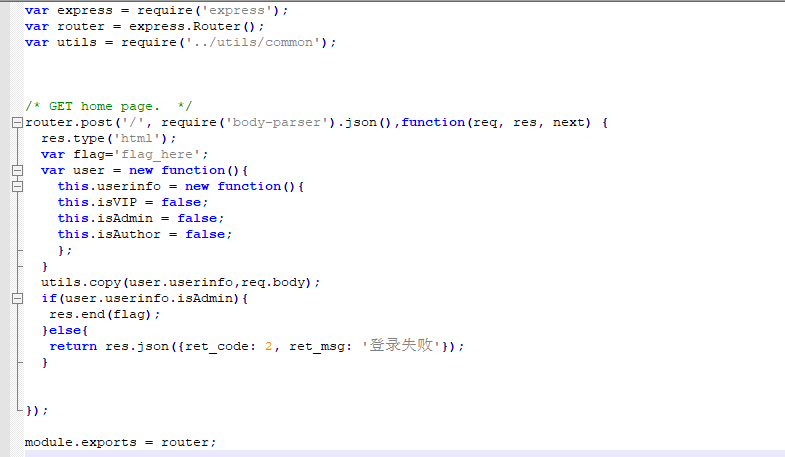 var express = require('express');
var router = express.Router();
var utils = require('../utils/common');
/* GET home page.  */
router.post('/', require('body-parser').json(),function(req, res, next) {
  res.type('html');
  var flag='flag_here';
  var user = new function(){
    this.userinfo = new function(){
    this.isVIP = false;
    this.isAdmin = false;
    this.isAuthor = false;
    };
  }
  utils.copy(user.userinfo,req.body);
  if(user.userinfo.isAdmin){
   res.end(flag);
  }else{
   return res.json({ret_code: 2, ret_msg: '登录失败'});
  }
});
module.exports = router;